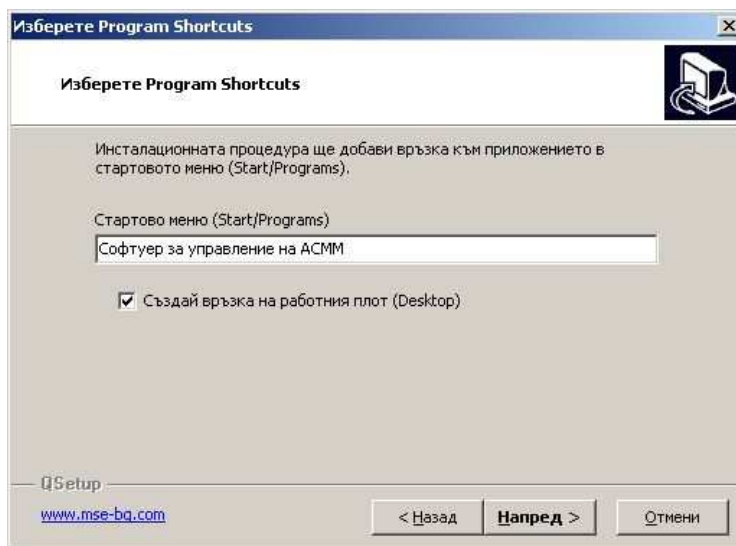 Изберете Program Shortcuts
Изберете Program Shortcuts
Инсталационната процедура ще добави връзка към приложението в
стартовото меню (Start/Programs).
Стартово меню (Start/Programs)
Софтуер за управление на АСММ
Създай връзка на работния плот (Desktop)
QSetup
www.mse-bg.com
< Назад
Напред >
Отмени